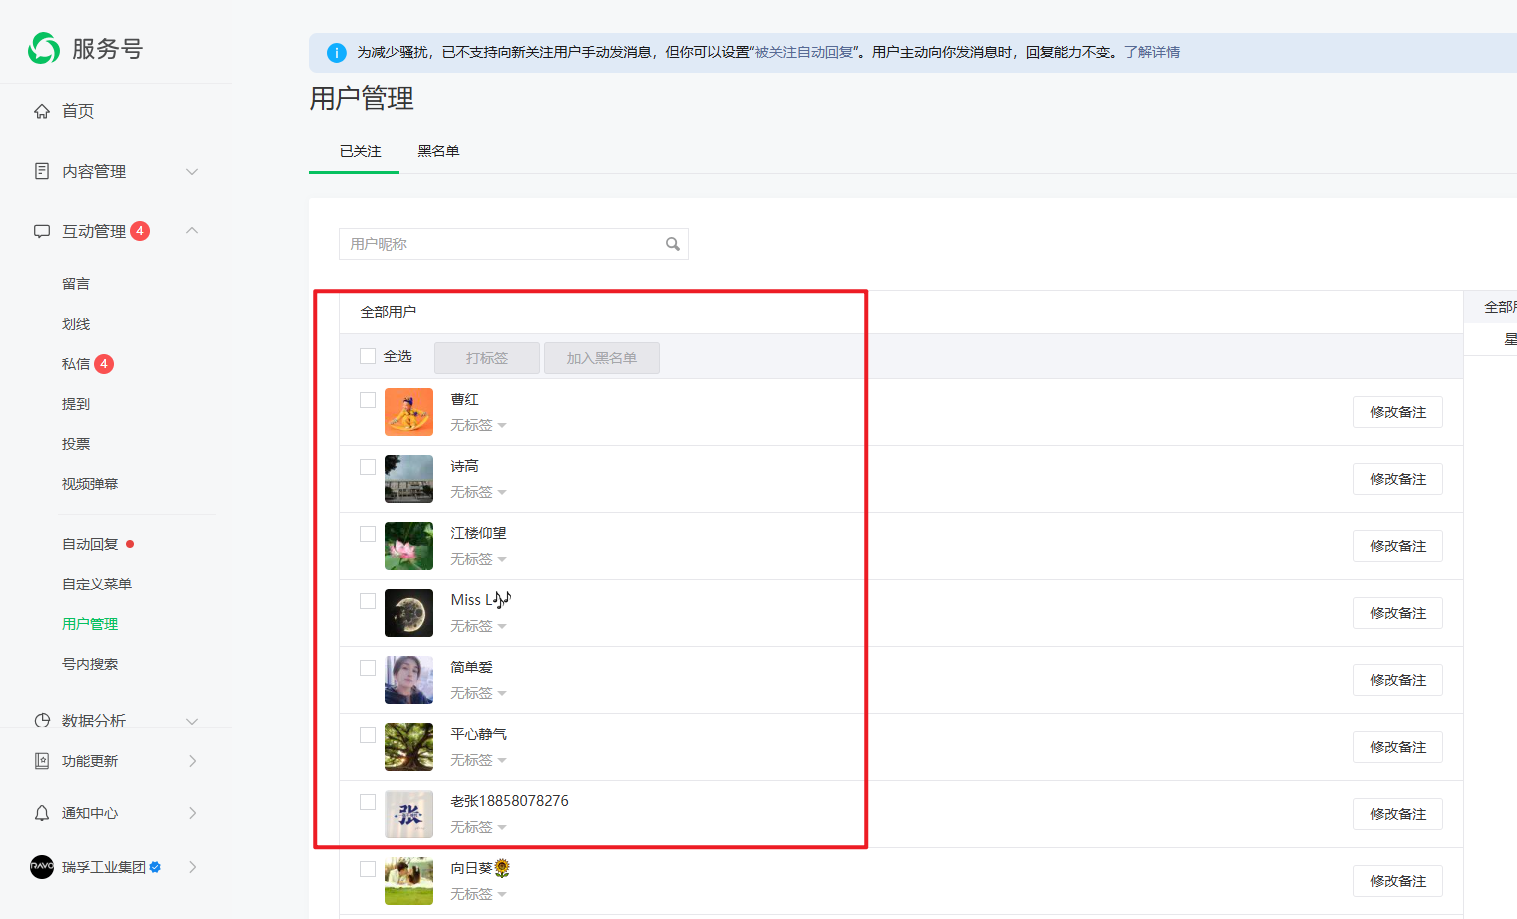 服务号
首页
内容管理
互动管理 4
留言
划线
私信 4
提到
投票
视频弹幕
自动回复
自定义菜单
用户管理
号内搜索
数据分析
功能更新
通知中心
RAVO 瑞孚工业集团
为减少骚扰，已不支持向新关注用户手动发消息，但你可以设置“被关注自动回复”。用户主动向你发消息时，回复能力不变。了解详情
用户管理
已关注 黑名单
用户昵称
全部用户
全选 打标签 加入黑名单
曹红
无标签
修改备注
诗高
无标签
修改备注
江楼仰望
无标签
修改备注
Miss L🎶
无标签
修改备注
简单爱
无标签
修改备注
平心静气
无标签
修改备注
张
老张18858078276
无标签
修改备注
向日葵🌻
无标签
修改备注
全部用
星